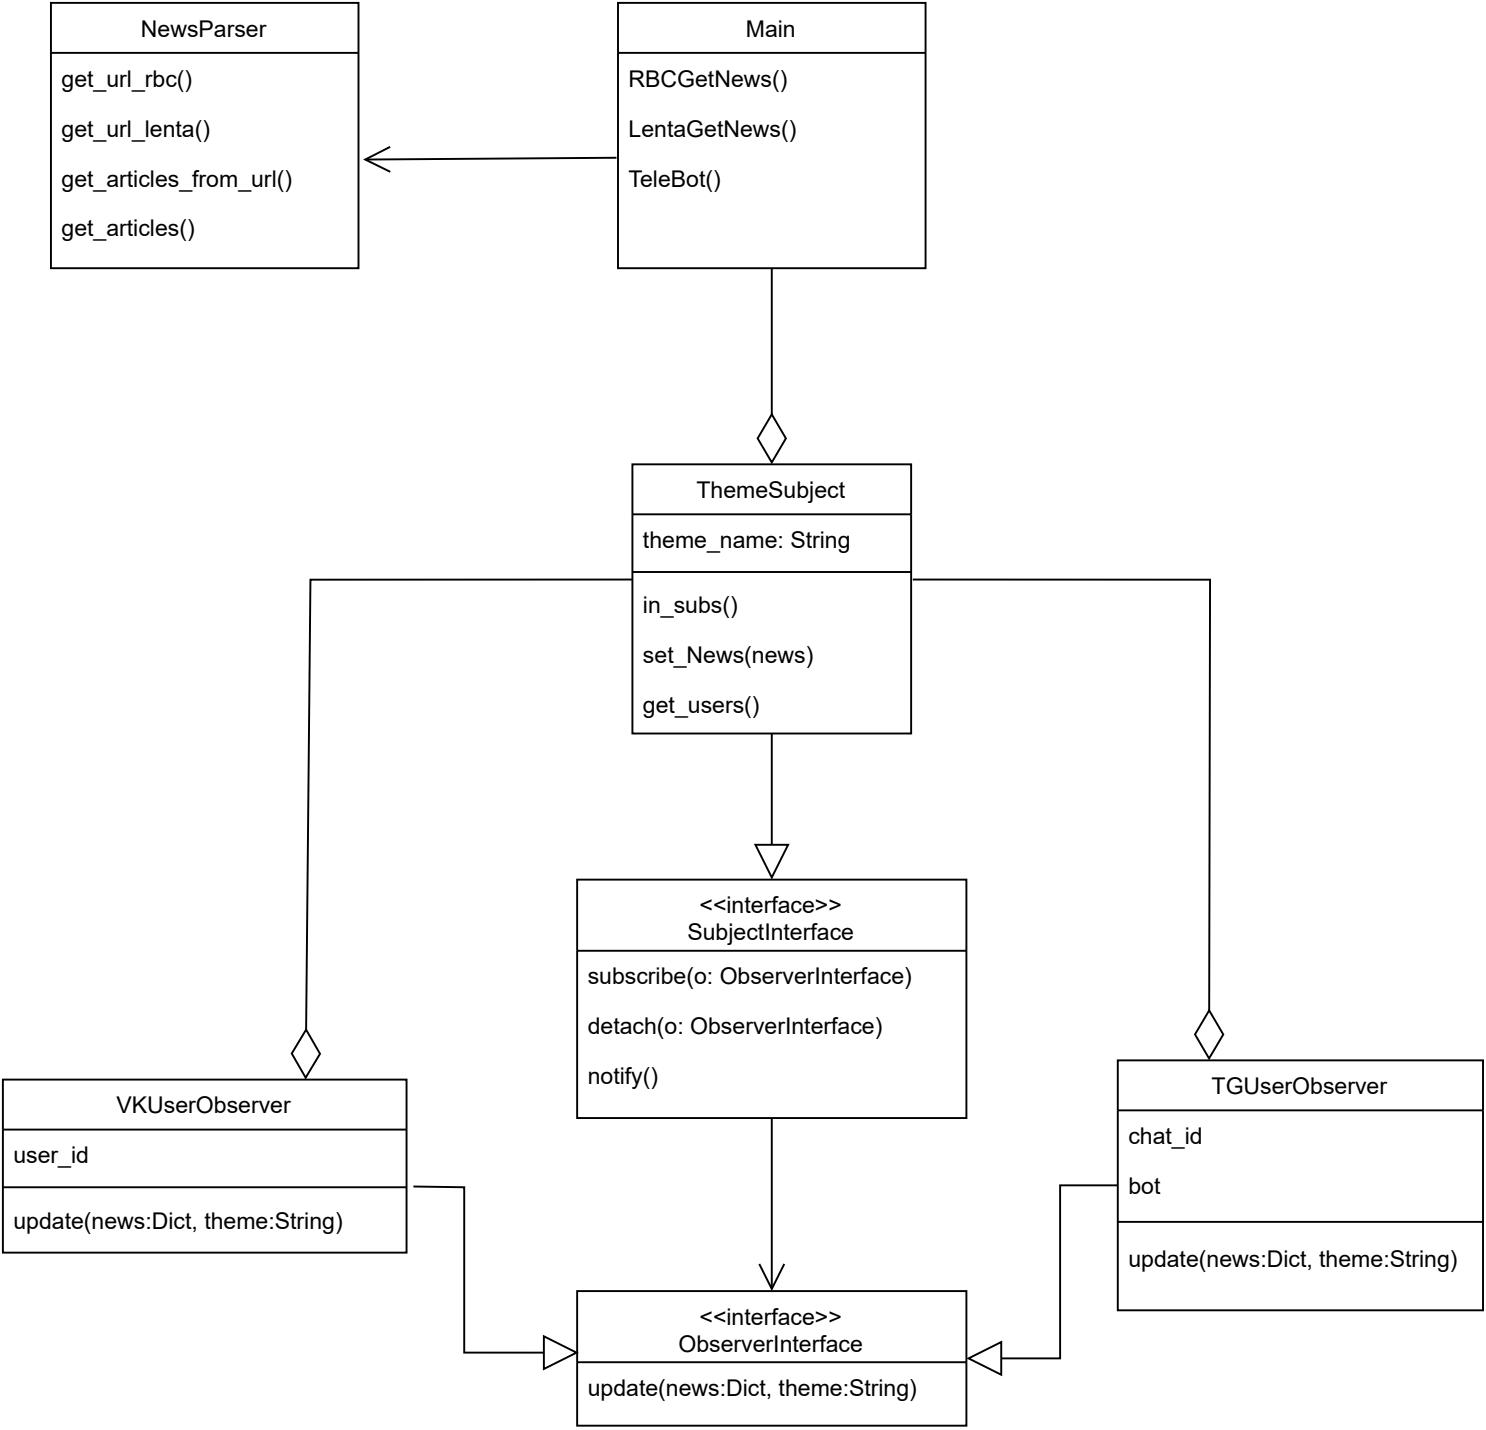 NewsParser
get_url_rbc()
get_url_lenta()
get_articles_from_url()
get_articles()
Main
RBCGetNews()
LentaGetNews()
TeleBot()
ThemeSubject
theme_name: String
in_subs()
set_News(news)
get_users()
<<interface>>
SubjectInterface
subscribe(o: ObserverInterface)
detach(o: ObserverInterface)
notify()
VKUserObserver
user_id
update(news:Dict, theme:String)
TGUserObserver
chat_id
bot
update(news:Dict, theme:String)
<<interface>>
ObserverInterface
update(news:Dict, theme:String)